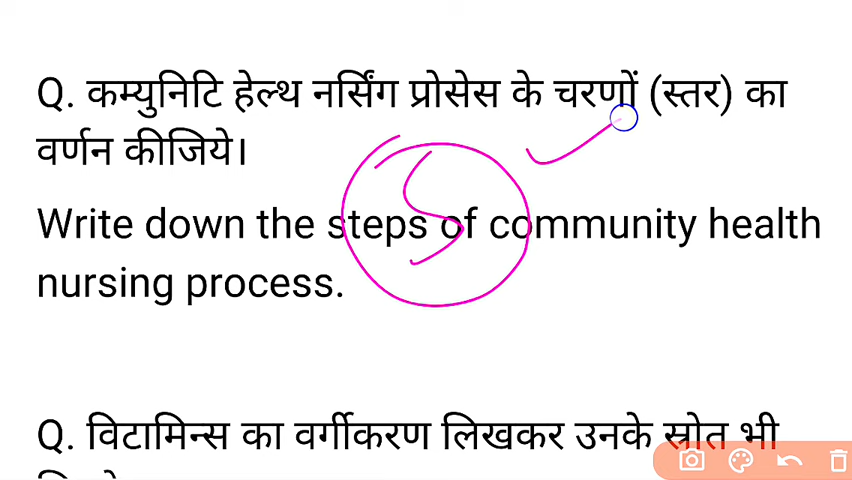 Q. कम्युनिटि हेल्थ नर्सिंग प्रोसेस के चरणों (स्तर) का
वर्णन कीजिये।
Write down the steps of community health
nursing process.
Q. विटामिन्स का वर्गीकरण लिखकर उनके स्रोत भी